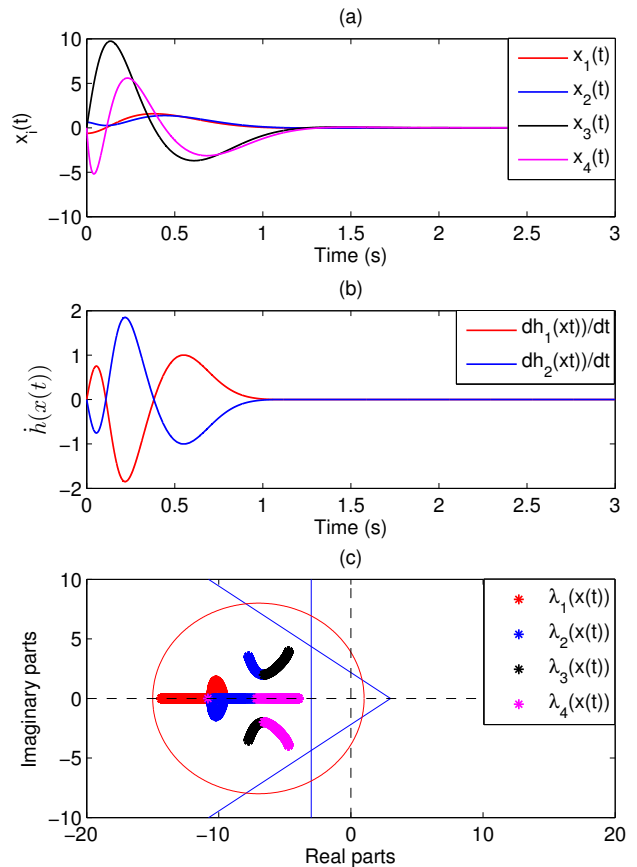 (a)
10
5
0
−5
−10
x_i(t)
x_1(t)
x_2(t)
x_3(t)
x_4(t)
0 0.5 1 1.5 2 2.5 3
Time (s)
(b)
2
1
0
−1
−2
ḣ(x(t))
dh_1(xt))/dt
dh_2(xt))/dt
0 0.5 1 1.5 2 2.5 3
Time (s)
(c)
10
5
0
−5
−10
Imaginary parts
λ_1(x(t))
λ_2(x(t))
λ_3(x(t))
λ_4(x(t))
−20 −10 0 10 20
Real parts